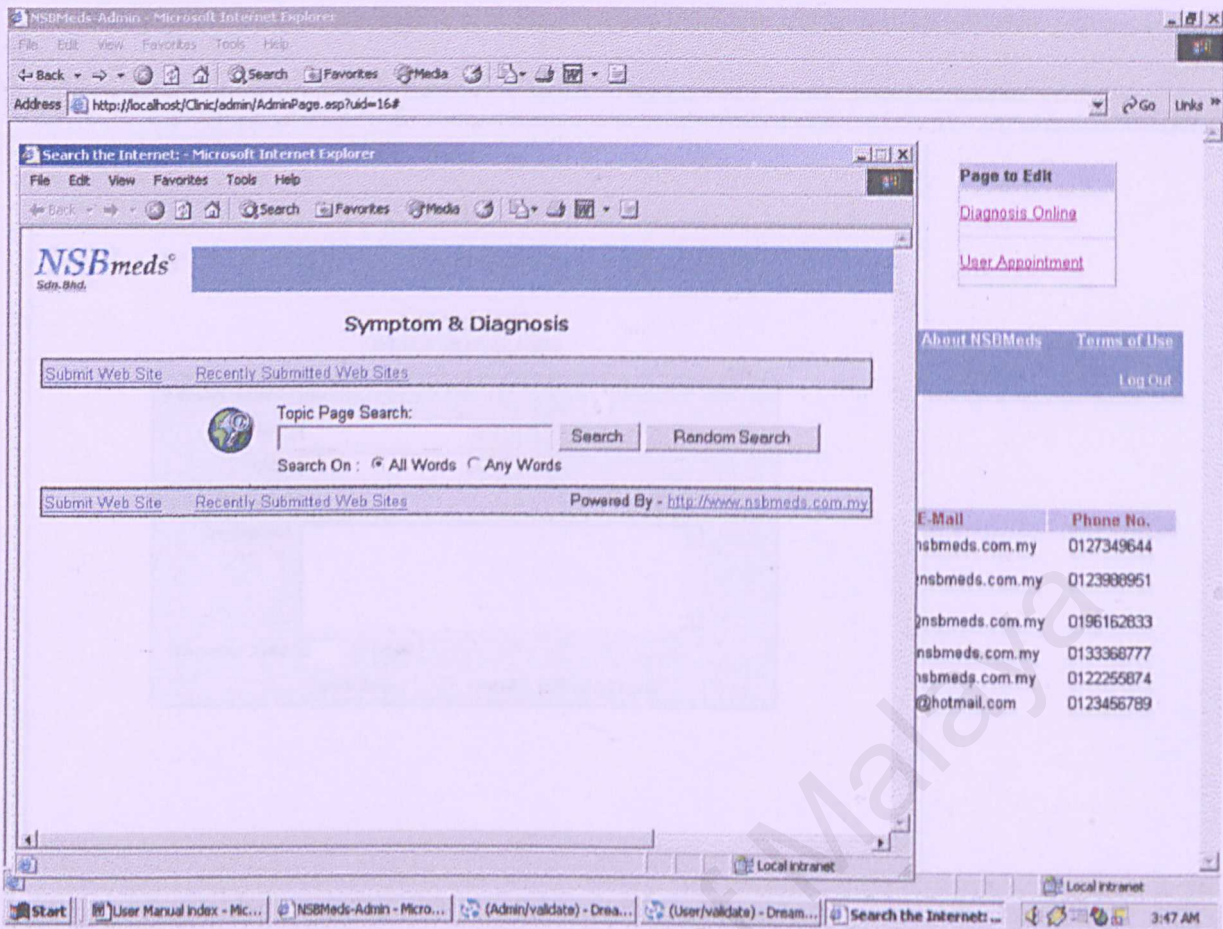 NSBMeds-Admin - Microsoft Internet Explorer
File Edit View Favorites Tools Help
Back Search Favorites Media
Address http://localhost/Clinic/admin/AdminPage.asp?uid=16# Go Links »
Search the Internet: - Microsoft Internet Explorer
File Edit View Favorites Tools Help
Back Search Favorites Media
NSBmeds©
Sdn.Bhd.
Symptom & Diagnosis
Submit Web Site Recently Submitted Web Sites
Topic Page Search:
Search Random Search
Search On : All Words Any Words
Submit Web Site Recently Submitted Web Sites Powered By - http://www.nsbmeds.com.my
Local intranet
Page to Edit
Diagnosis Online
User Appointment
About NSBMeds Terms of Use
Log Out
E-Mail Phone No.
nsbmeds.com.my 0127349644
nsbmeds.com.my 0123988951
@nsbmeds.com.my 0196162833
nsbmeds.com.my 0133368777
nsbmeds.com.my 0122255874
@hotmail.com 0123456789
Malaya
Local intranet
Start User Manual Index - Mic... NSBMeds-Admin - Micro... (Admin/validate) - Drea... (User/validate) - Dream... Search the Internet: ... 3:47 AM